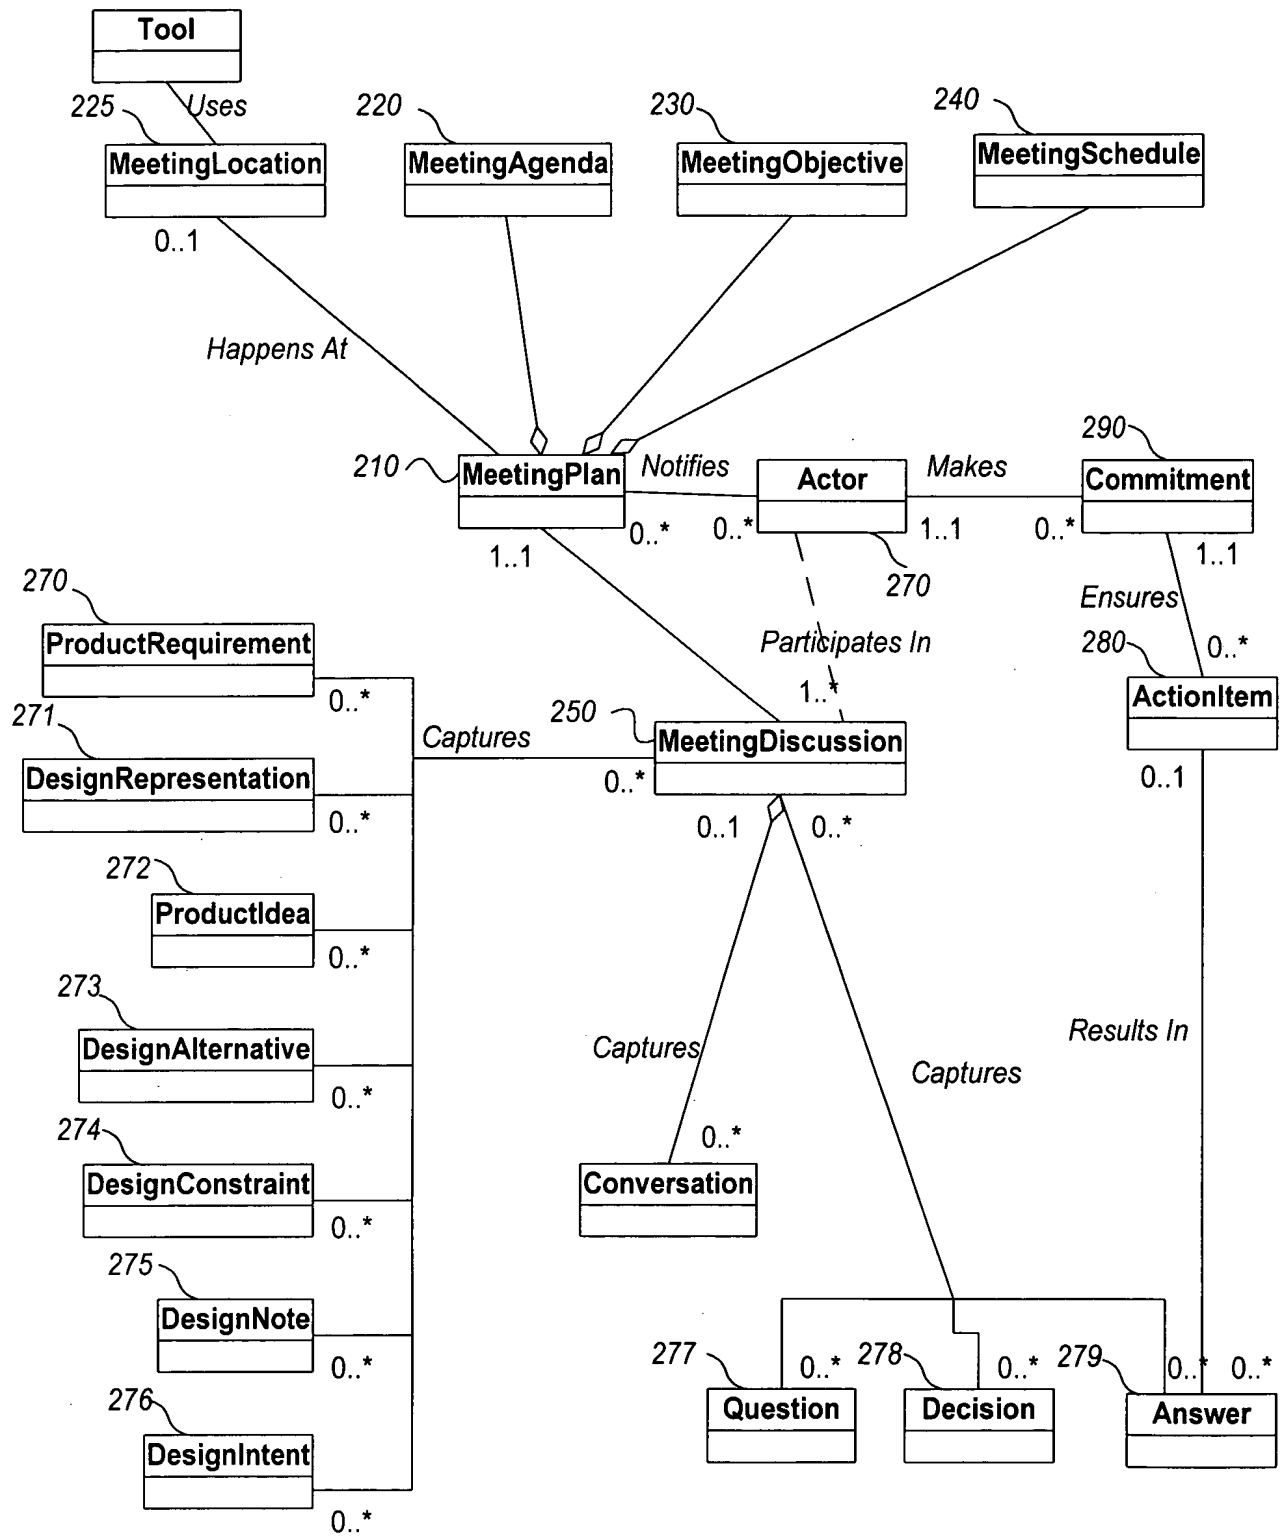 Tool
225
Uses
220
230
240
MeetingLocation
MeetingAgenda
MeetingObjective
MeetingSchedule
0..1
Happens At
210
MeetingPlan
Notifies
Actor
Makes
290
Commitment
1..1
0..*
0..*
1..1
0..*
1..1
270
270
Ensures
ProductRequirement
Participates In
280
0..*
0..*
1..*
ActionItem
271
250
Captures
MeetingDiscussion
DesignRepresentation
0..*
0..1
0..*
0..1
0..*
272
ProductIdea
0..*
273
DesignAlternative
Captures
Captures
Results In
0..*
274
0..*
DesignConstraint
Conversation
0..*
275
DesignNote
0..*
277
0..*
278
0..*
279
0..*
0..*
276
Question
Decision
Answer
DesignIntent
0..*